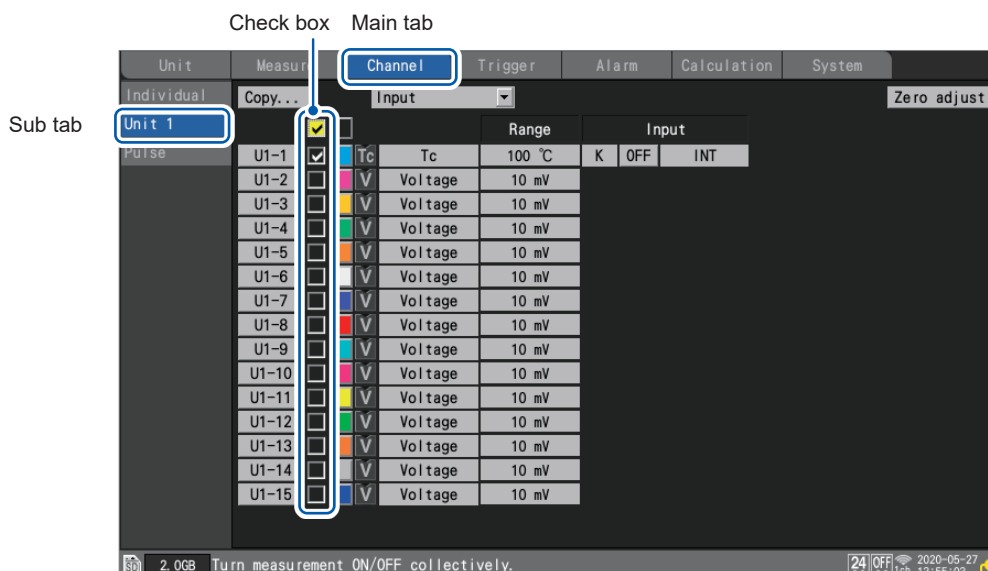 Check box Main tab
Unit Measur Channel Trigger Alarm Calculation System
Individual Copy... Input Zero adjust
Sub tab Unit 1 Range Input
Pulse
U1-1 Tc Tc 100 ℃ K OFF INT
U1-2 V Voltage 10 mV
U1-3 V Voltage 10 mV
U1-4 V Voltage 10 mV
U1-5 V Voltage 10 mV
U1-6 V Voltage 10 mV
U1-7 V Voltage 10 mV
U1-8 V Voltage 10 mV
U1-9 V Voltage 10 mV
U1-10 V Voltage 10 mV
U1-11 V Voltage 10 mV
U1-12 V Voltage 10 mV
U1-13 V Voltage 10 mV
U1-14 V Voltage 10 mV
U1-15 V Voltage 10 mV
SD 2.0GB Turn measurement ON/OFF collectively. 24 OFF 2020-05-27